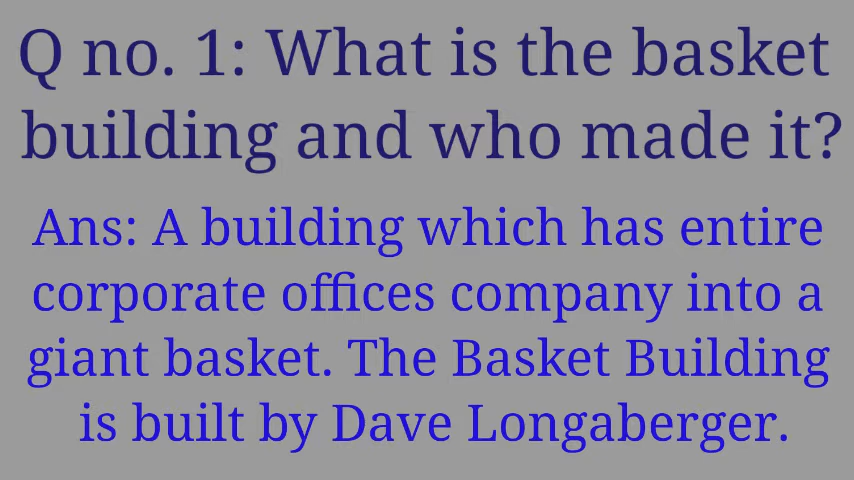 Q no. 1: What is the basket
building and who made it?
Ans: A building which has entire
corporate offices company into a
giant basket. The Basket Building
is built by Dave Longaberger.